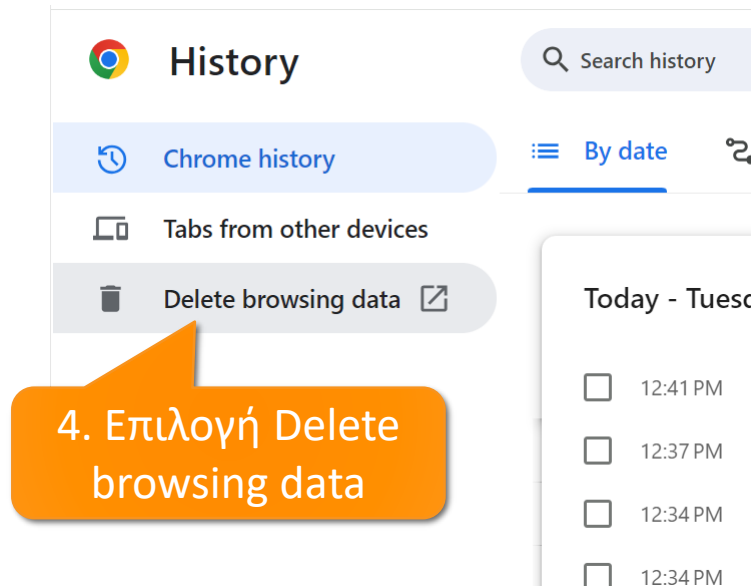 History
Search history
Chrome history
By date
Tabs from other devices
Delete browsing data
Today - Tuesd
12:41 PM
4. Επιλογή Delete
browsing data
12:37 PM
12:34 PM
12:34 PM